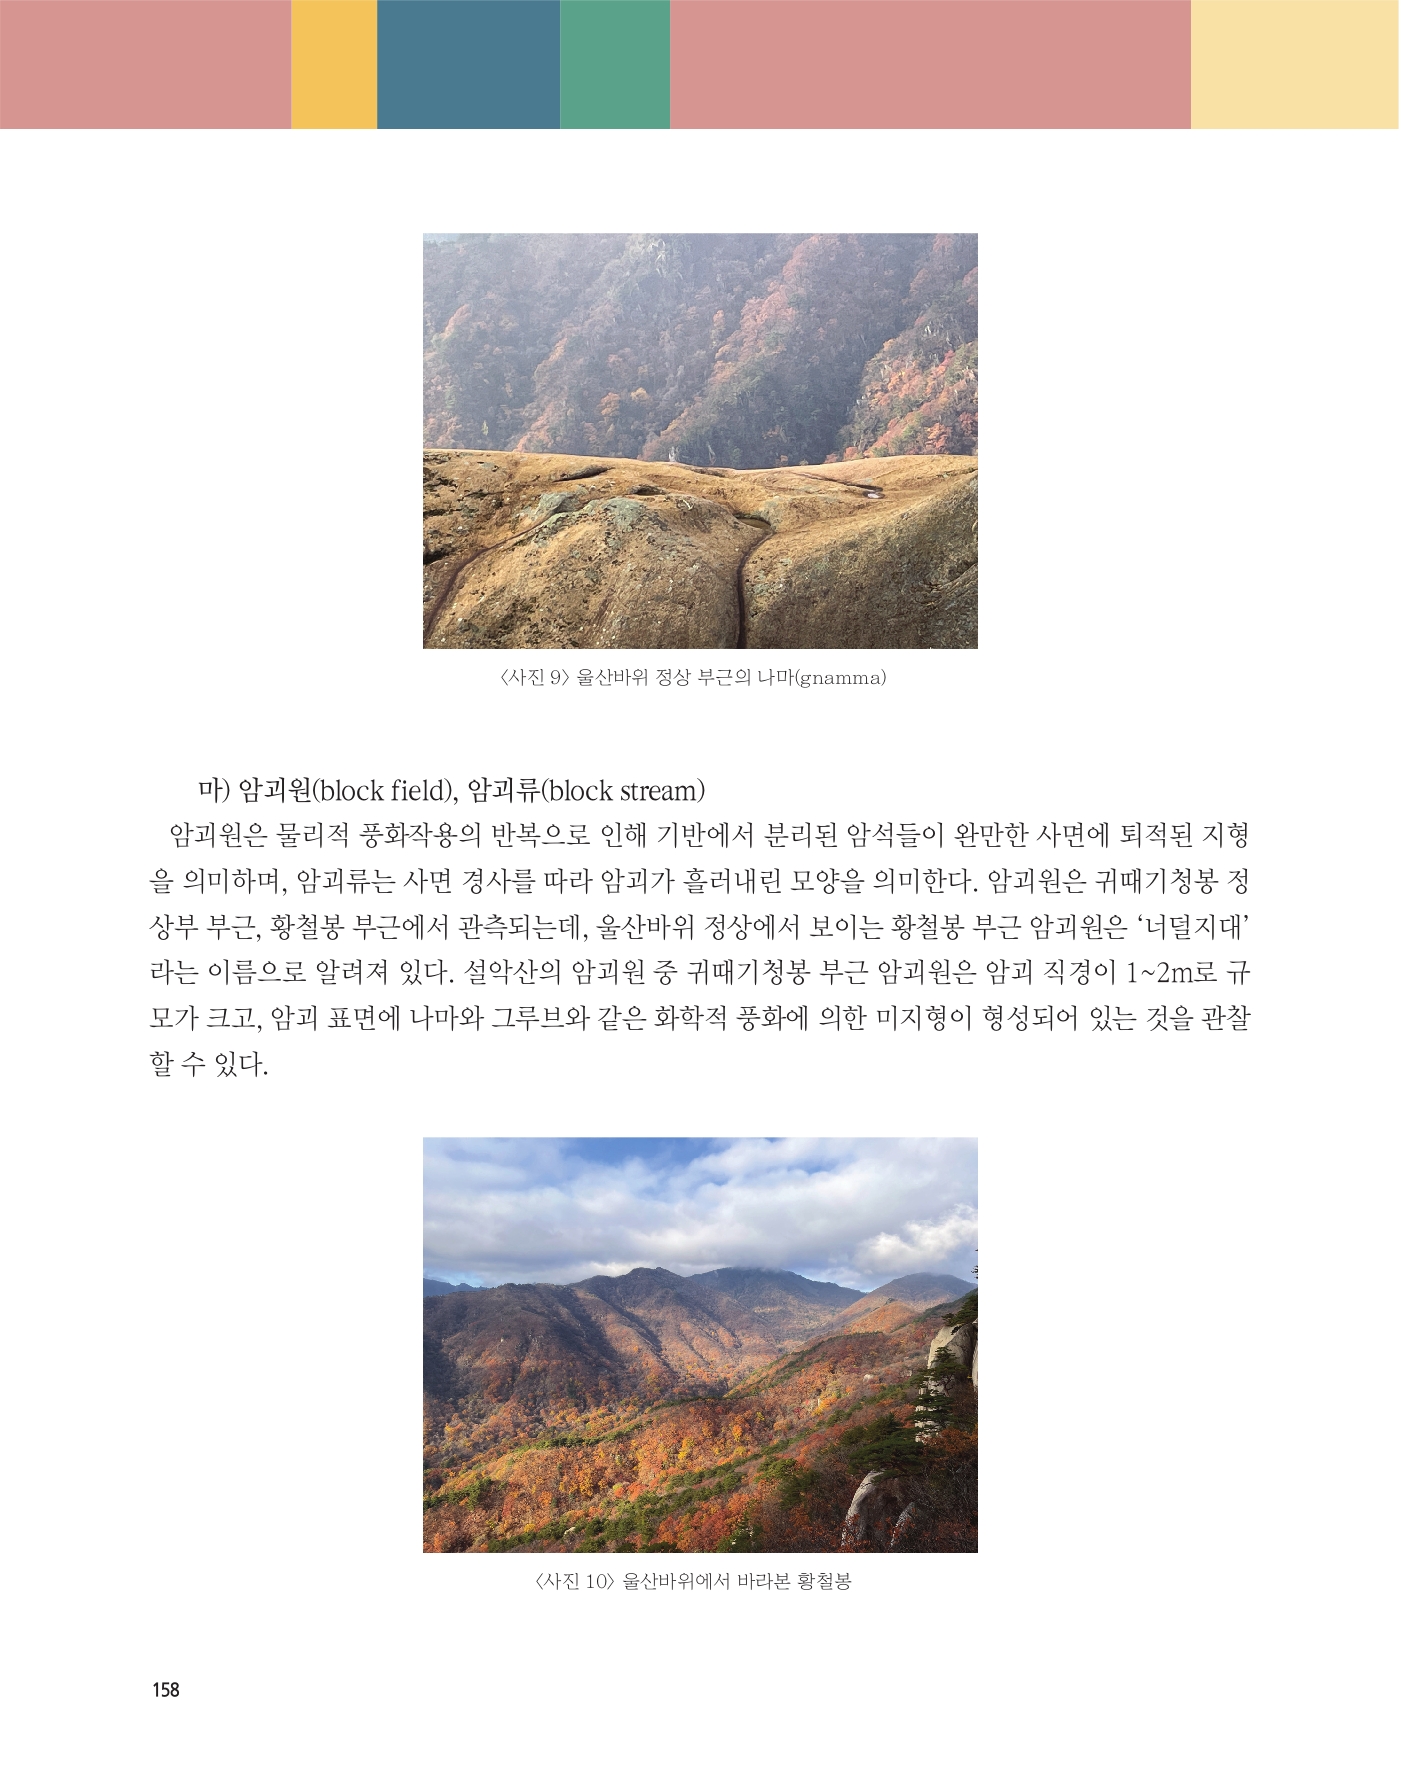 〈사진 9〉 울산바위 정상 부근의 나마(gnamma)
마) 암괴원(block field), 암괴류(block stream)
암괴원은 물리적 풍화작용의 반복으로 인해 기반에서 분리된 암석들이 완만한 사면에 퇴적된 지형
을 의미하며, 암괴류는 사면 경사를 따라 암괴가 흘러내린 모양을 의미한다. 암괴원은 귀때기청봉 정
상부 부근, 황철봉 부근에서 관측되는데, 울산바위 정상에서 보이는 황철봉 부근 암괴원은 ‘너덜지대’
라는 이름으로 알려져 있다. 설악산의 암괴원 중 귀때기청봉 부근 암괴원은 암괴 직경이 1~2m로 규
모가 크고, 암괴 표면에 나마와 그루브와 같은 화학적 풍화에 의한 미지형이 형성되어 있는 것을 관찰
할 수 있다.
〈사진 10〉 울산바위에서 바라본 황철봉
158